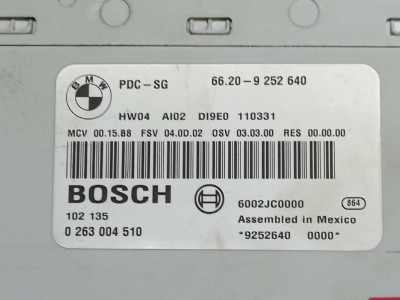 BMW
PDC-SG 66.20-9 252 640
HW04 AI02 DI9E0 110331
MCV 00.15.B8 FSV 04.0D.02 OSV 03.03.00 RES 00.00.00
BOSCH
6002JC0000 864
102 135 Assembled in Mexico
0 263 004 510 *9252640 0000*